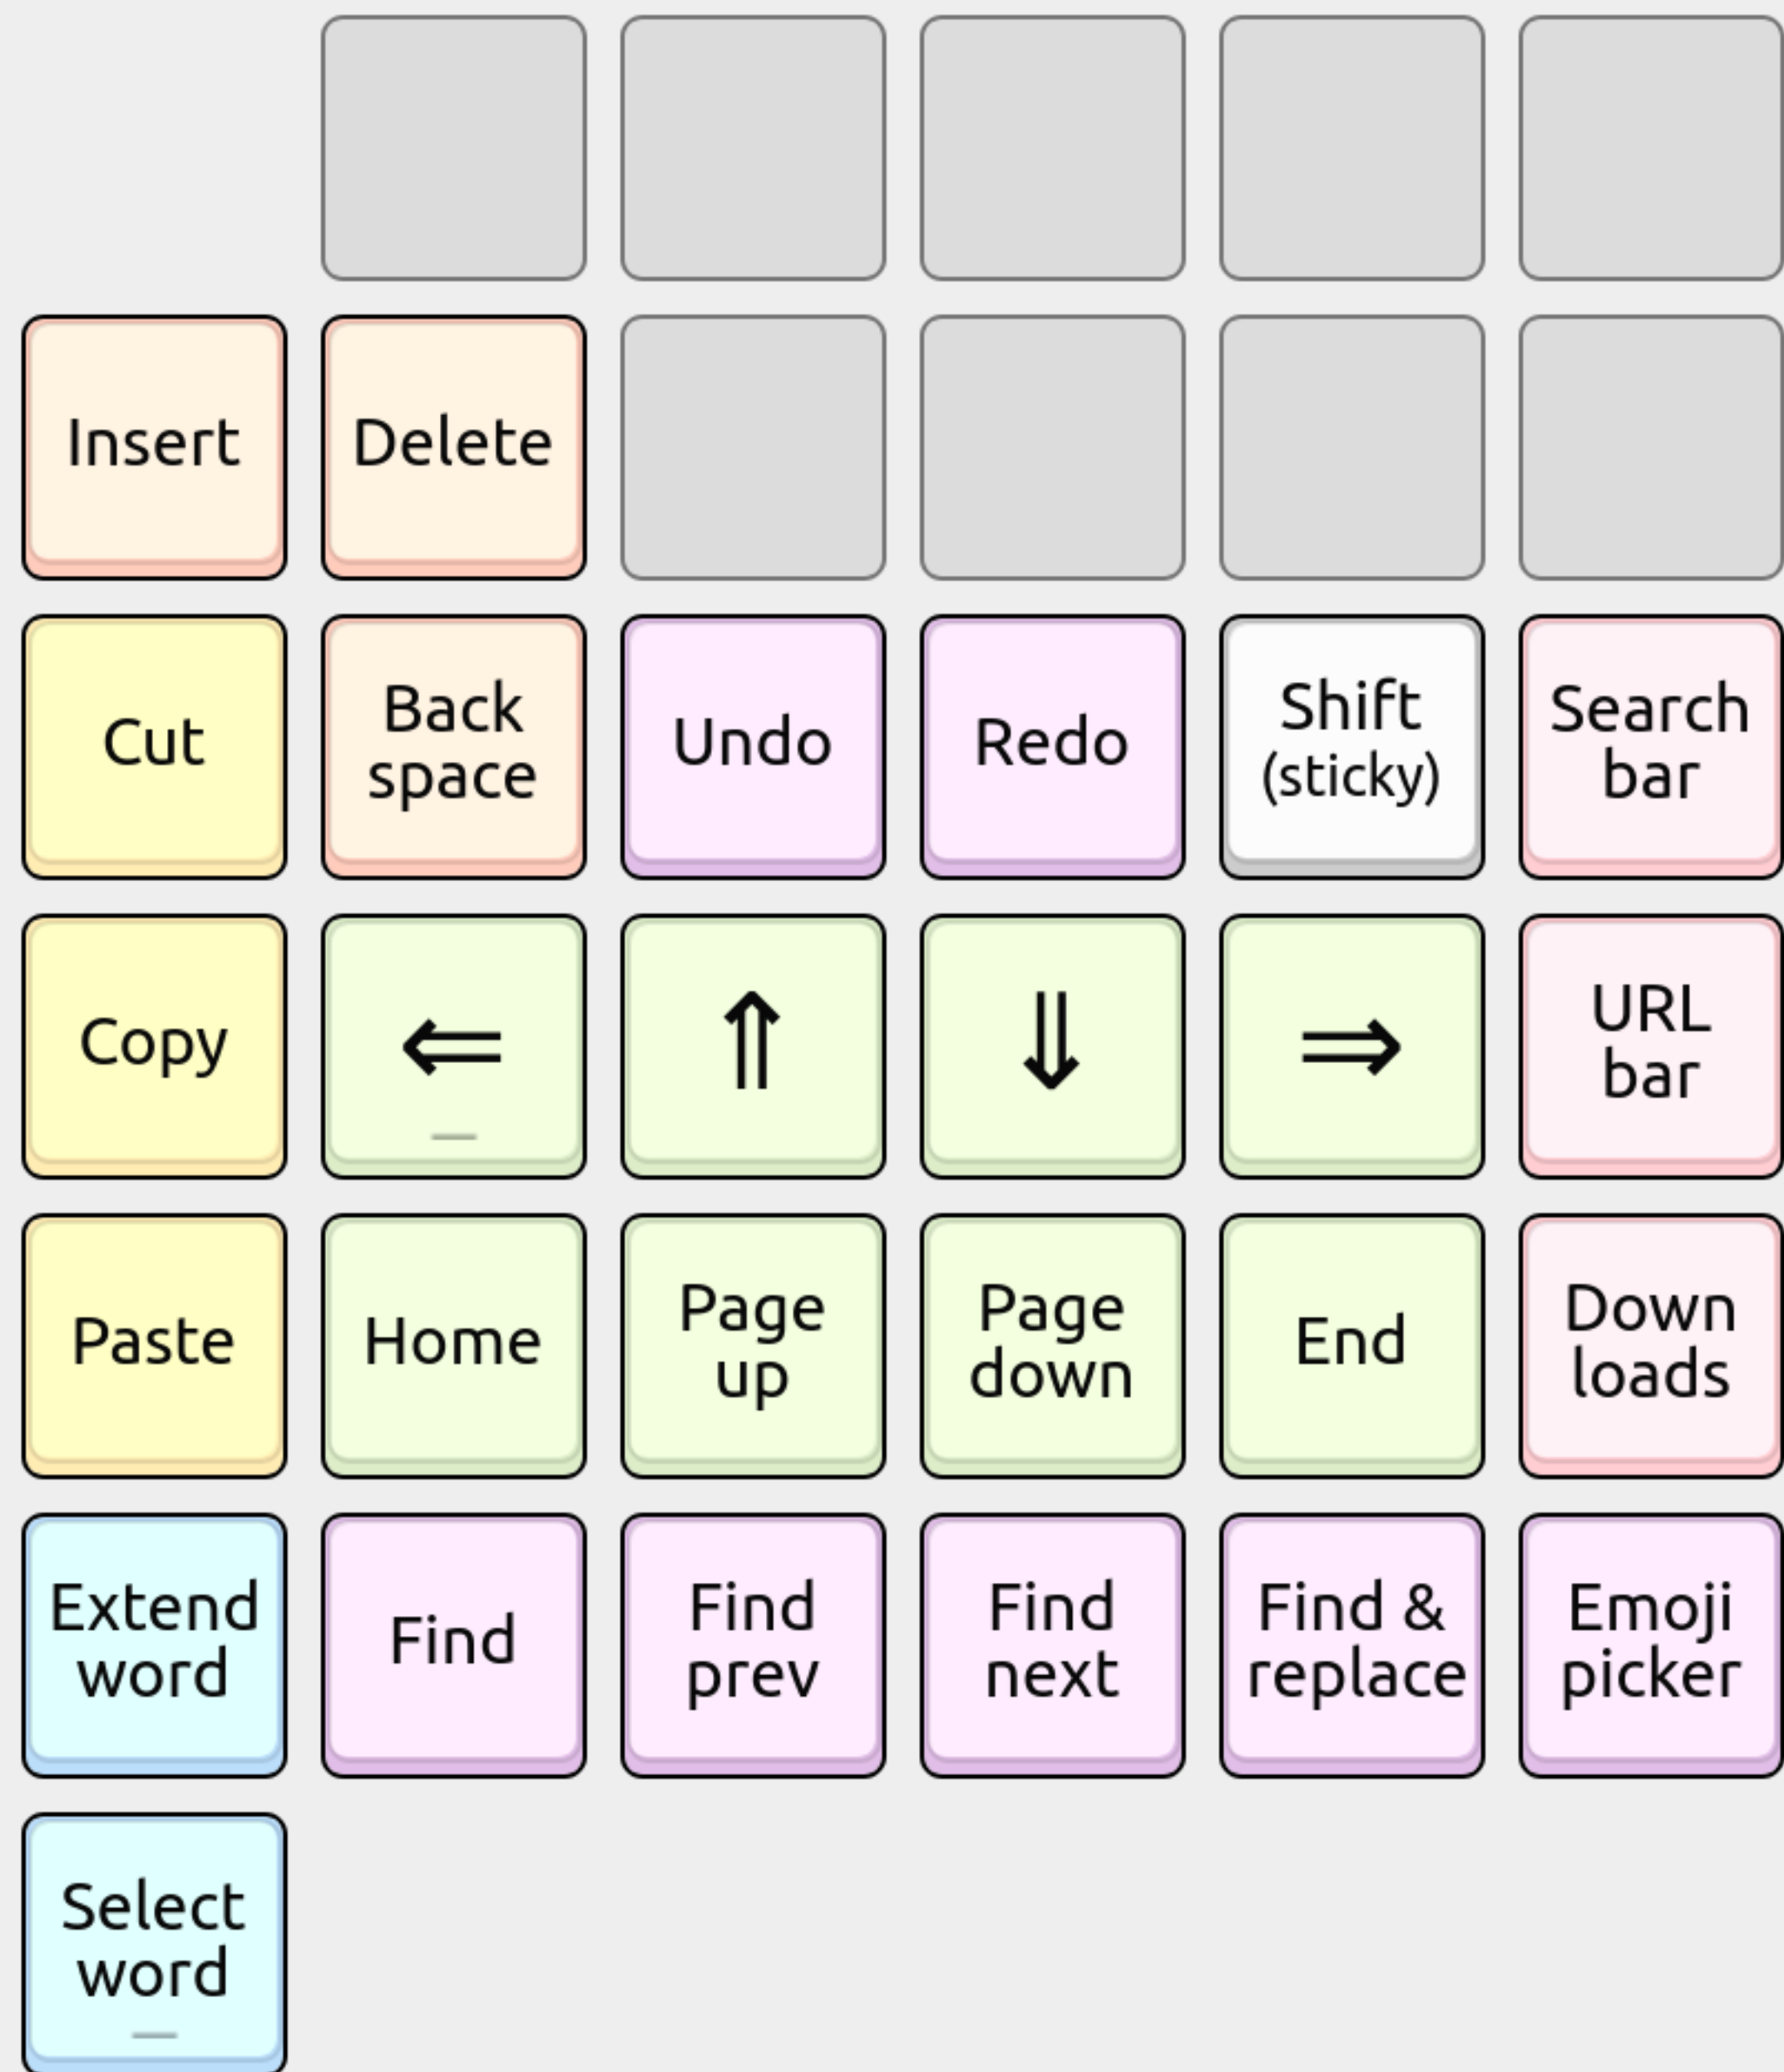 Insert
Delete
Cut
Back
space
Undo
Redo
Shift
(sticky)
Search
bar
Copy
⇐
⇑
⇓
⇒
URL
bar
Paste
Home
Page
up
Page
down
End
Down
loads
Extend
word
Find
Find
prev
Find
next
Find &
replace
Emoji
picker
Select
word